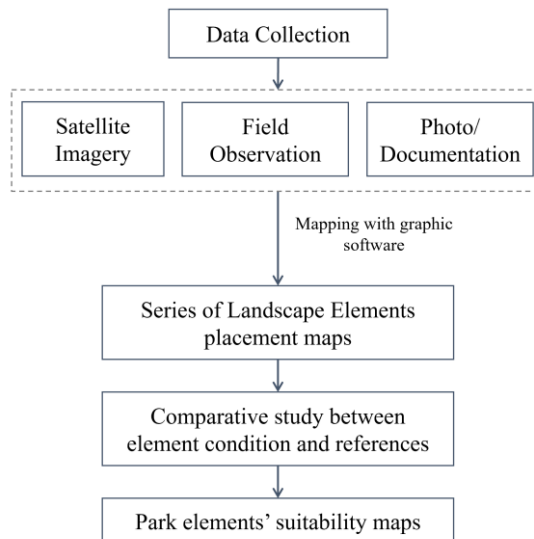 Data Collection
Satellite
Imagery
Field
Observation
Photo/
Documentation
Mapping with graphic
software
Series of Landscape Elements
placement maps
Comparative study between
element condition and references
Park elements’ suitability maps